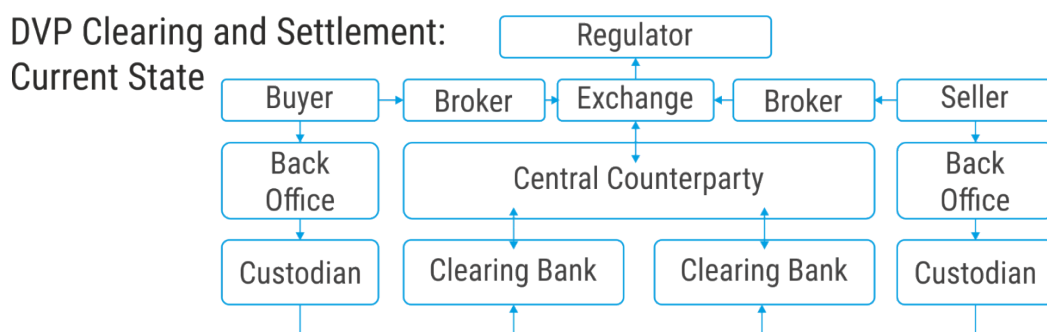 DVP Clearing and Settlement:
Current State
Regulator
Buyer
Broker
Exchange
Broker
Seller
Back
Office
Central Counterparty
Back
Office
Custodian
Clearing Bank
Clearing Bank
Custodian